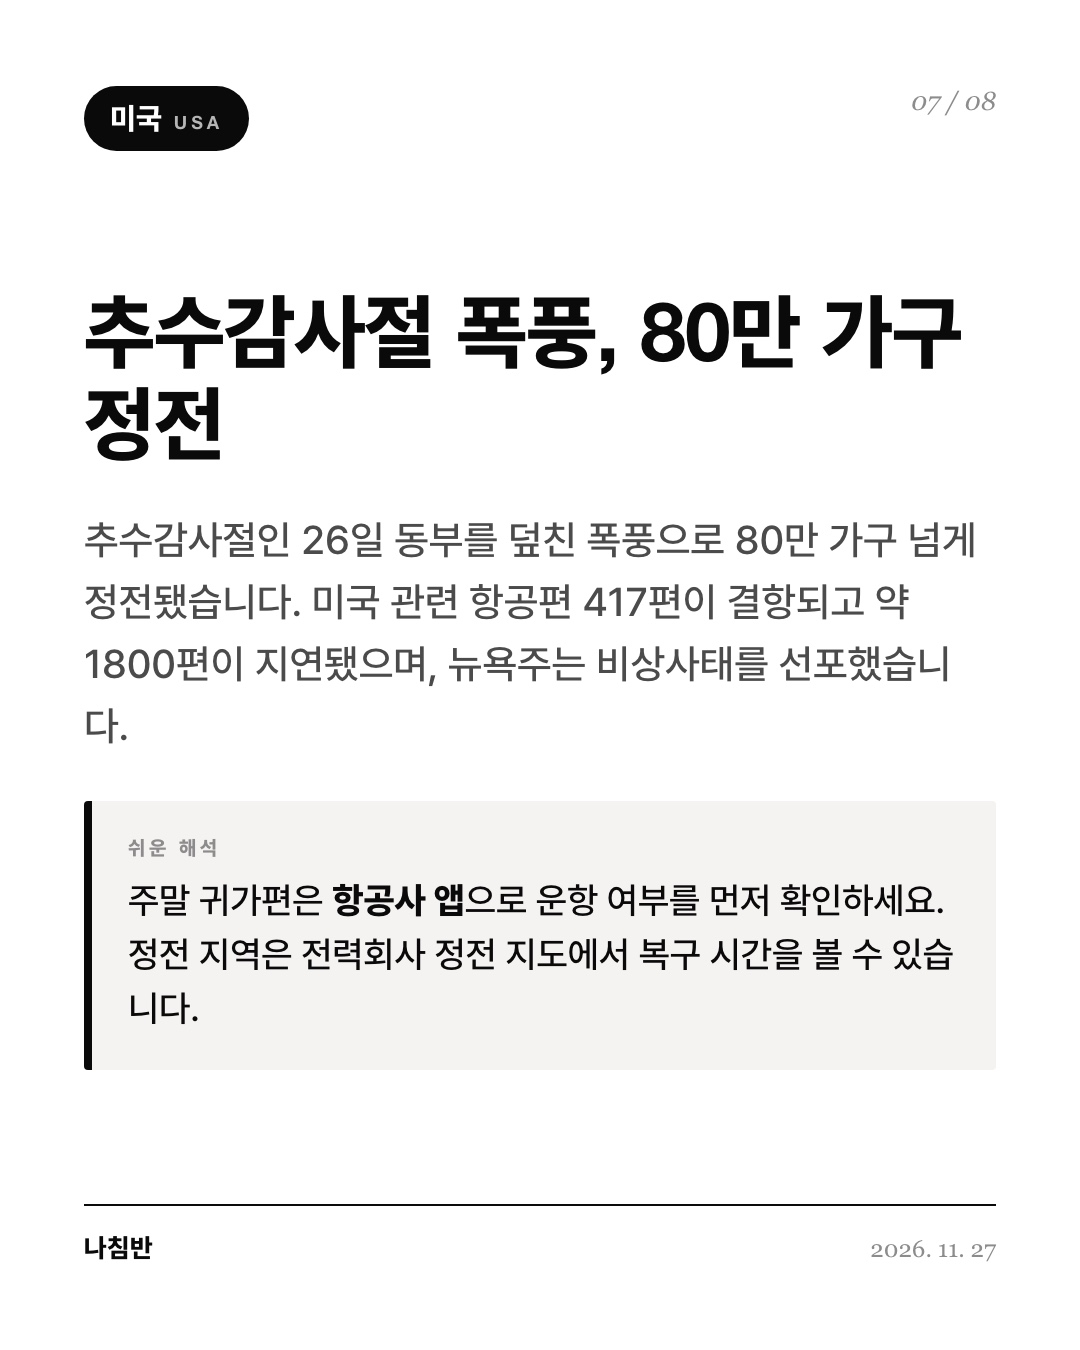 미국 USA
07 / 08
추수감사절 폭풍, 80만 가구
정전
추수감사절인 26일 동부를 덮친 폭풍으로 80만 가구 넘게
정전됐습니다. 미국 관련 항공편 417편이 결항되고 약
1800편이 지연됐으며, 뉴욕주는 비상사태를 선포했습니
다.
쉬운 해석
주말 귀가편은 항공사 앱으로 운항 여부를 먼저 확인하세요.
정전 지역은 전력회사 정전 지도에서 복구 시간을 볼 수 있습
니다.
나침반
2026. 11. 27